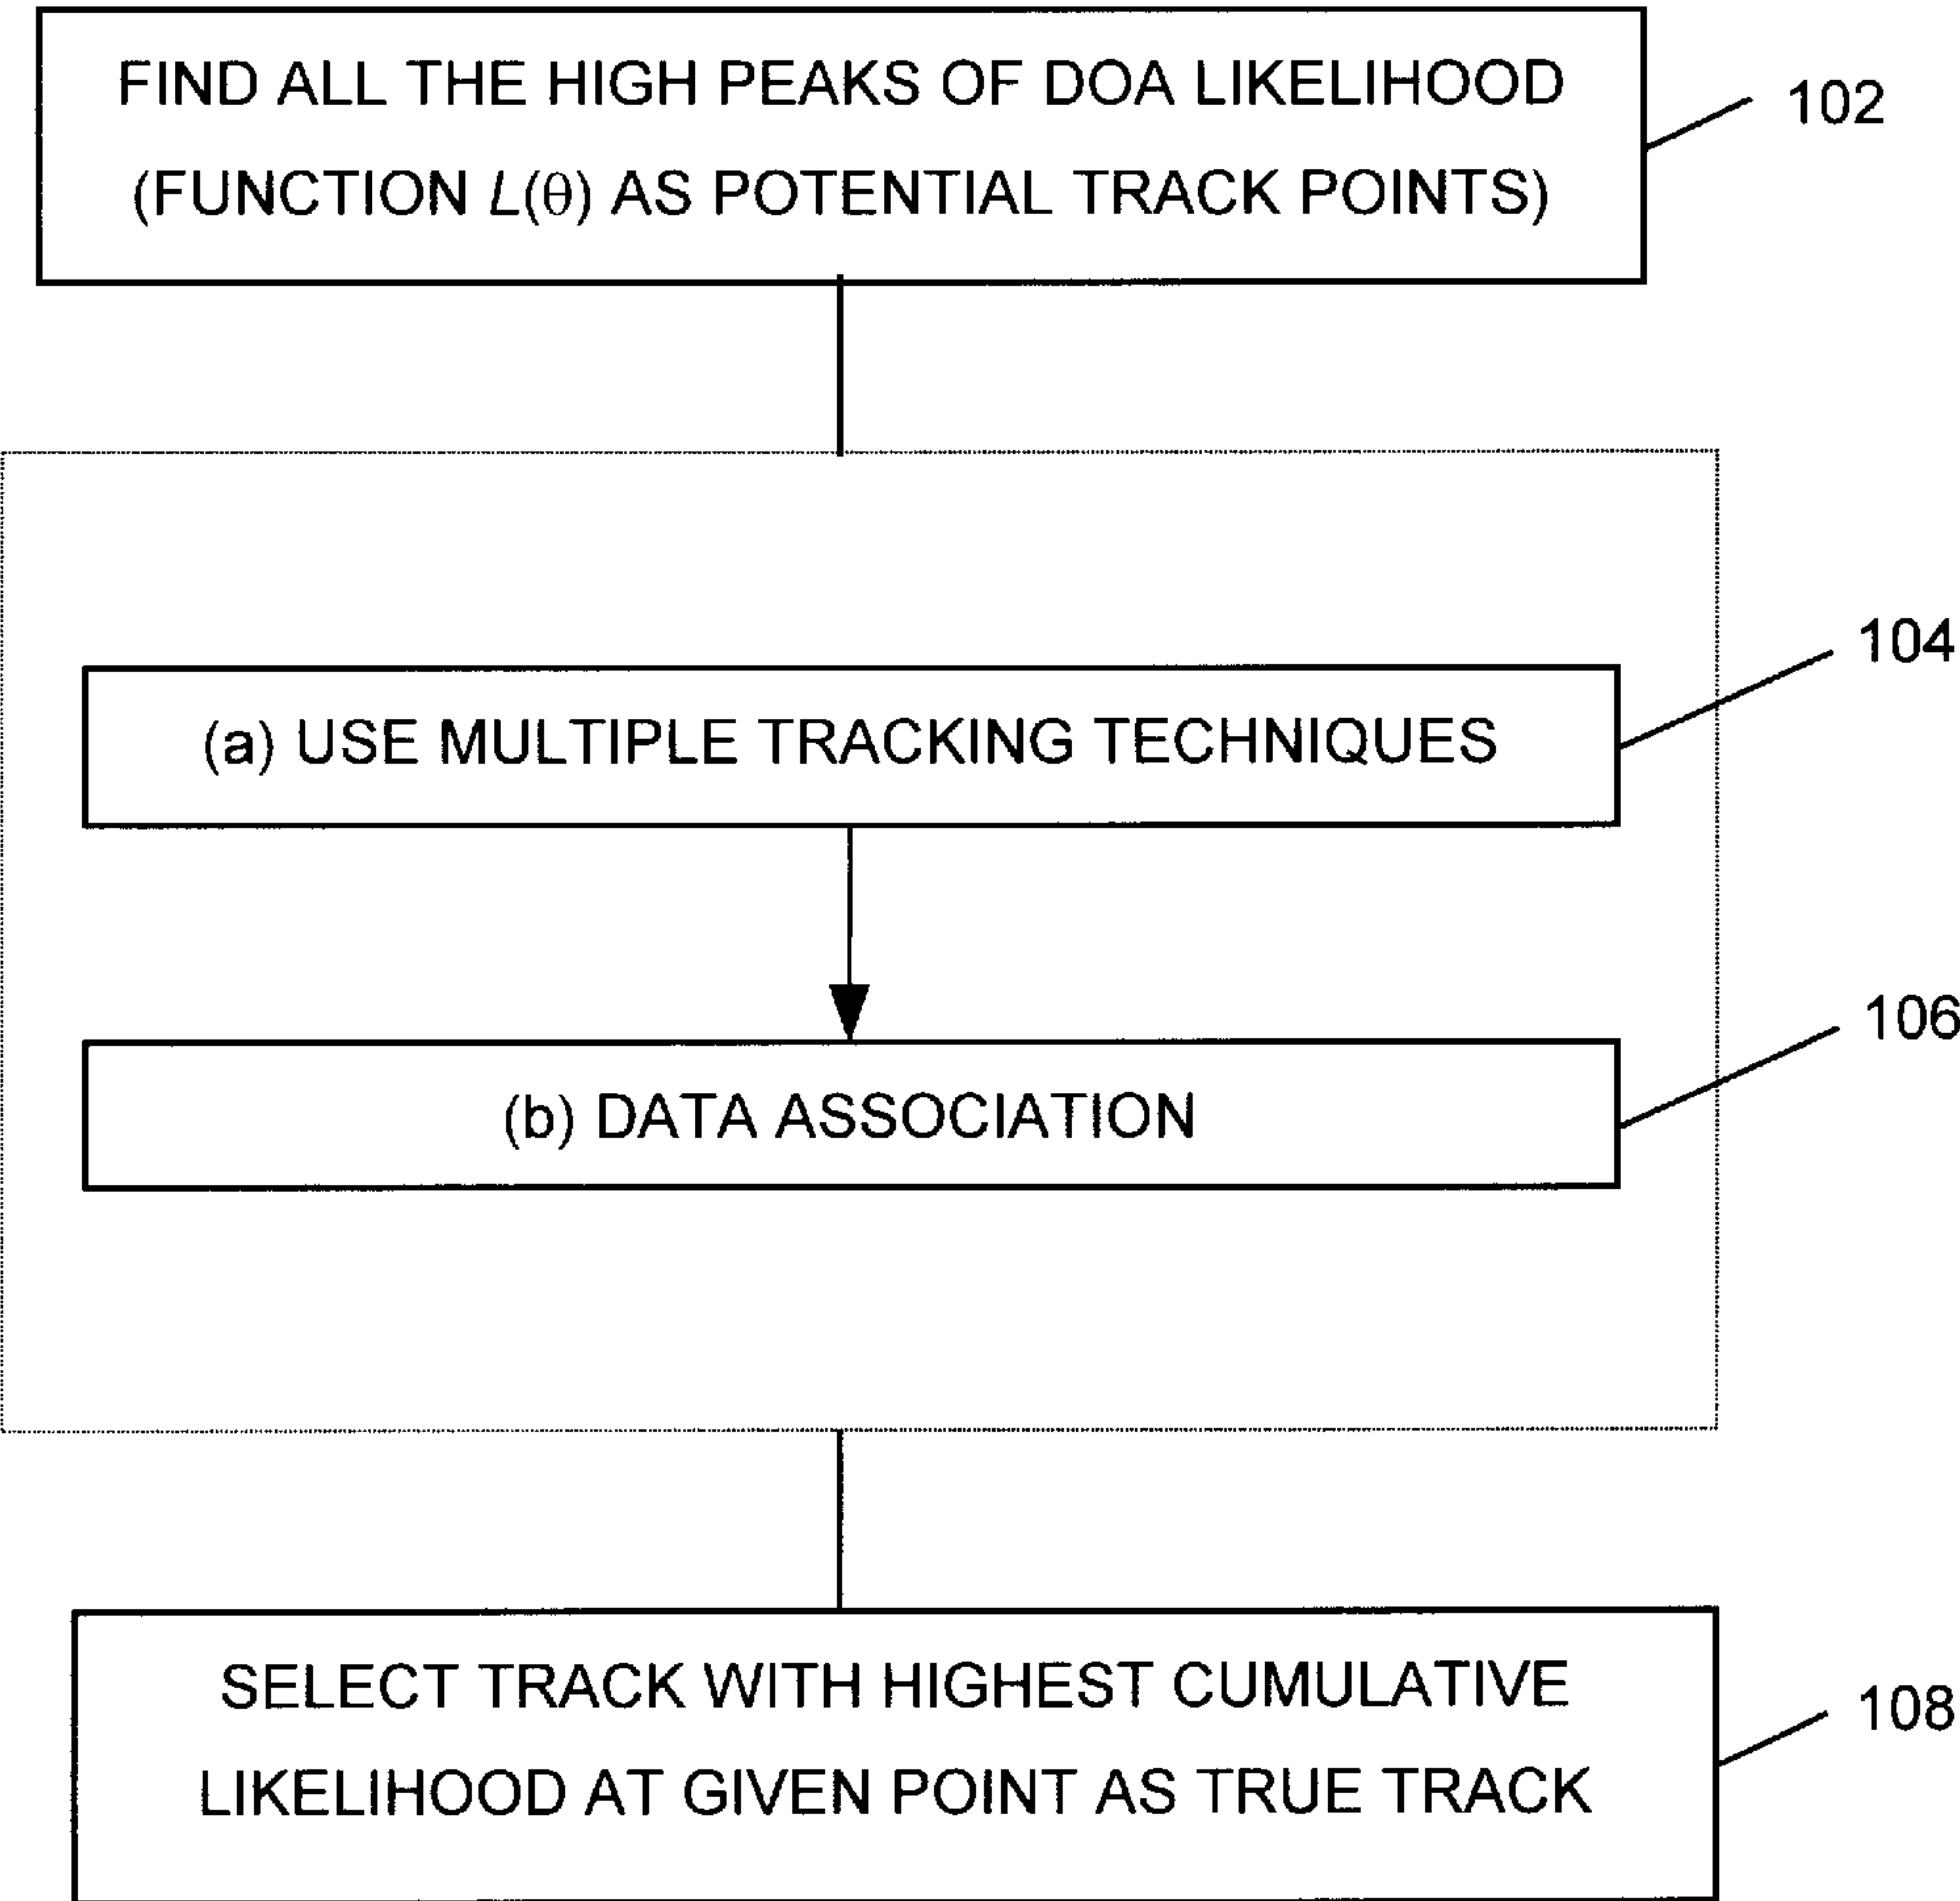 FIND ALL THE HIGH PEAKS OF DOA LIKELIHOOD
(FUNCTION L(θ) AS POTENTIAL TRACK POINTS)
102
104
(a) USE MULTIPLE TRACKING TECHNIQUES
106
(b) DATA ASSOCIATION
SELECT TRACK WITH HIGHEST CUMULATIVE
LIKELIHOOD AT GIVEN POINT AS TRUE TRACK
108